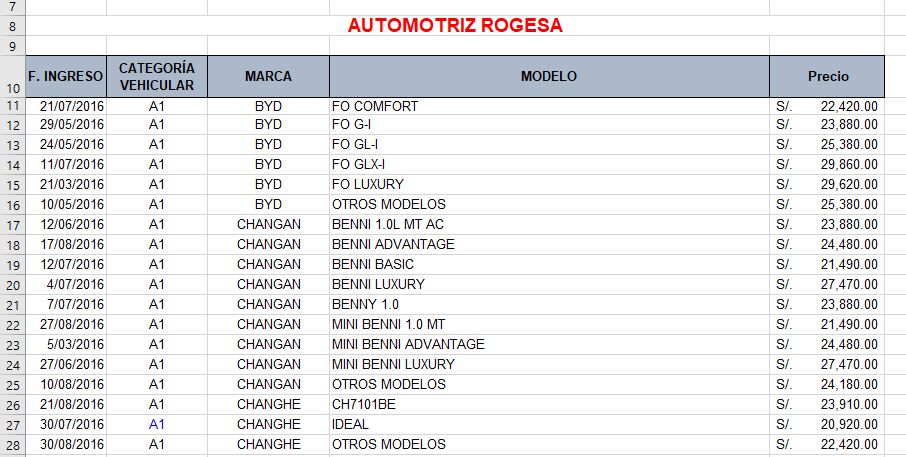 7
8 AUTOMOTRIZ ROGESA
9
10 F. INGRESO CATEGORÍA VEHICULAR MARCA MODELO Precio
11 21/07/2016 A1 BYD FO COMFORT S/. 22,420.00
12 29/05/2016 A1 BYD FO G-I S/. 23,880.00
13 24/05/2016 A1 BYD FO GL-I S/. 25,380.00
14 11/07/2016 A1 BYD FO GLX-I S/. 29,860.00
15 21/03/2016 A1 BYD FO LUXURY S/. 29,620.00
16 10/05/2016 A1 BYD OTROS MODELOS S/. 25,380.00
17 12/06/2016 A1 CHANGAN BENNI 1.0L MT AC S/. 23,880.00
18 17/08/2016 A1 CHANGAN BENNI ADVANTAGE S/. 24,480.00
19 12/07/2016 A1 CHANGAN BENNI BASIC S/. 21,490.00
20 4/07/2016 A1 CHANGAN BENNI LUXURY S/. 27,470.00
21 7/07/2016 A1 CHANGAN BENNY 1.0 S/. 23,880.00
22 27/08/2016 A1 CHANGAN MINI BENNI 1.0 MT S/. 21,490.00
23 5/03/2016 A1 CHANGAN MINI BENNI ADVANTAGE S/. 24,480.00
24 27/06/2016 A1 CHANGAN MINI BENNI LUXURY S/. 27,470.00
25 10/08/2016 A1 CHANGAN OTROS MODELOS S/. 24,180.00
26 21/08/2016 A1 CHANGHE CH7101BE S/. 23,910.00
27 30/07/2016 A1 CHANGHE IDEAL S/. 20,920.00
28 30/08/2016 A1 CHANGHE OTROS MODELOS S/. 22,420.00